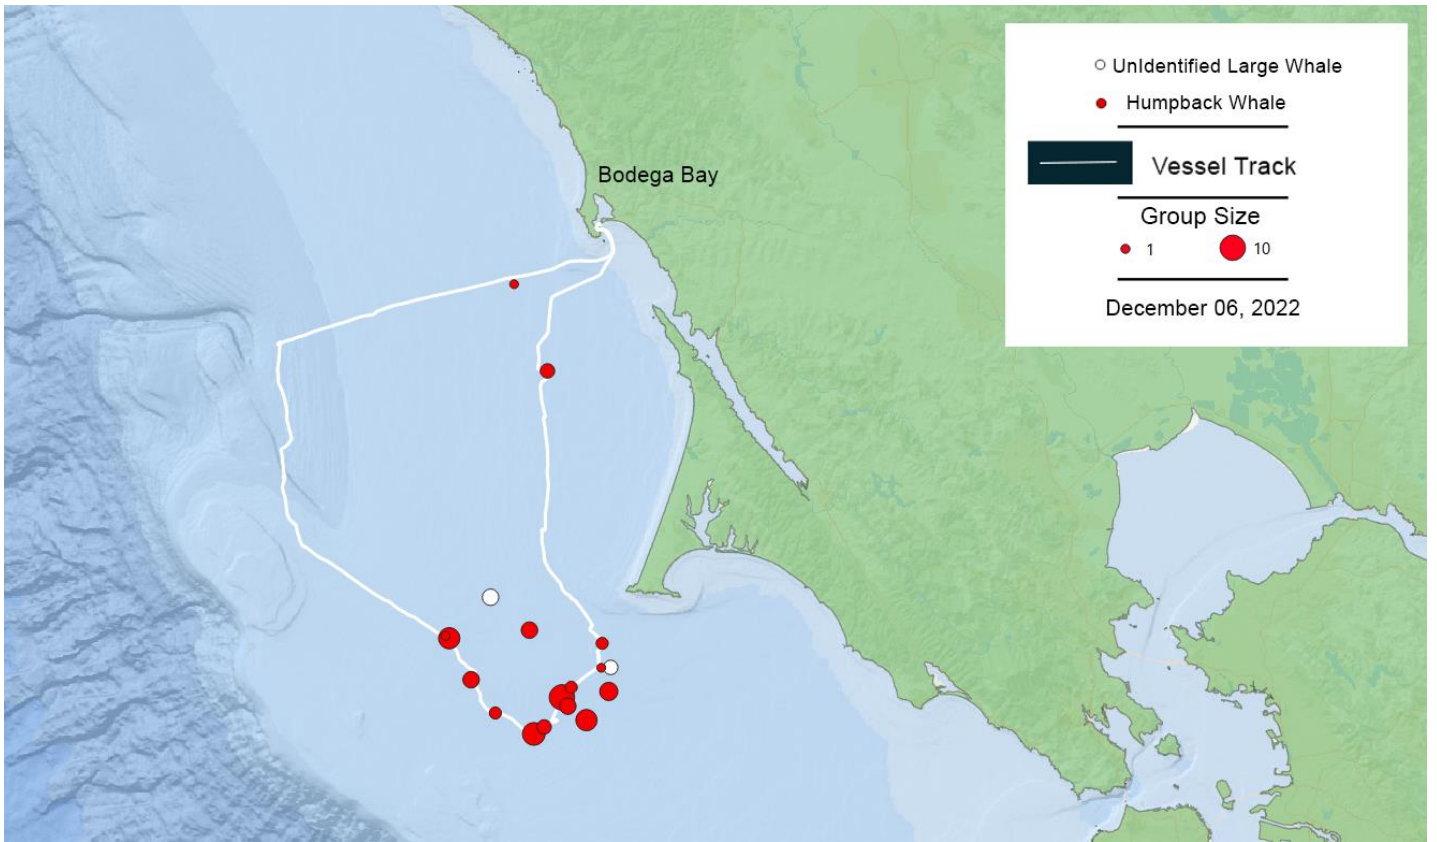 Bodega Bay
UnIdentified Large Whale
Humpback Whale
Vessel Track
Group Size
1 10
December 06, 2022